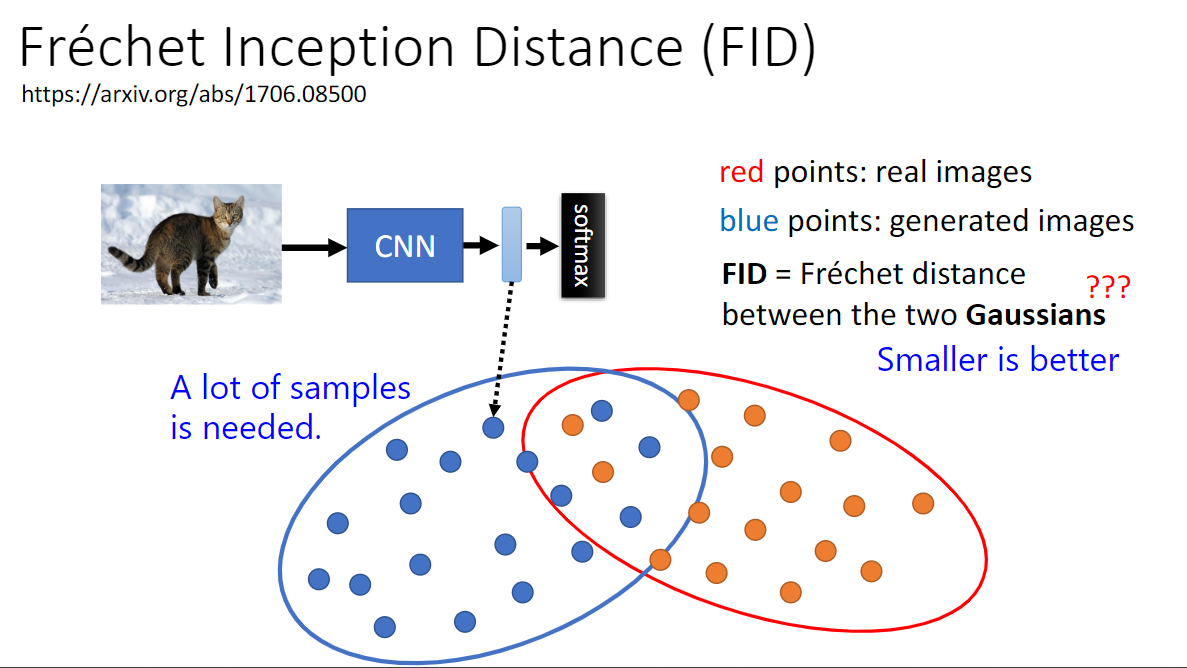 Fréchet Inception Distance (FID)
https://arxiv.org/abs/1706.08500
CNN
softmax
red points: real images
blue points: generated images
FID = Fréchet distance
???
between the two Gaussians
Smaller is better
A lot of samples
is needed.